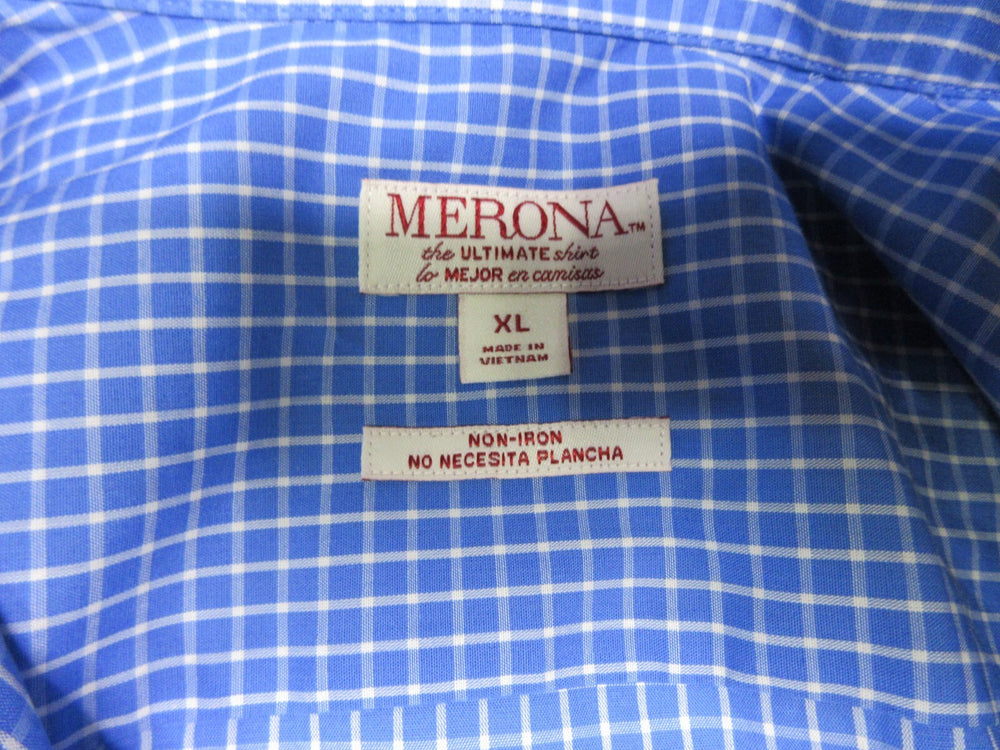 MERONA™
the ULTIMATE shirt
lo MEJOR en camisas
XL
MADE IN
VIETNAM
NON-IRON
NO NECESITA PLANCHA